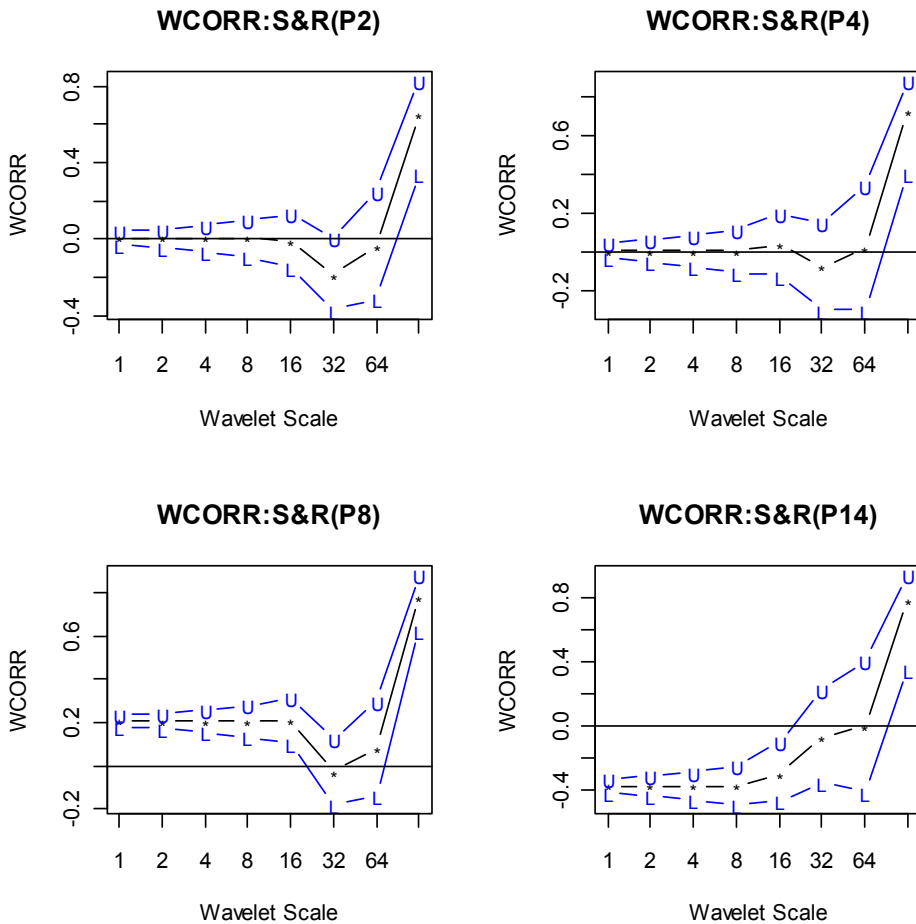 WCORR:S&R(P2)
WCORR
0.8
0.4
0.0
-0.4
U U U U U U U U
* * * * * * * *
L L L L L L L L
1 2 4 8 16 32 64
Wavelet Scale
WCORR:S&R(P4)
WCORR
0.6
0.2
-0.2
U U U U U U U U
* * * * * * * *
L L L L L L L L
1 2 4 8 16 32 64
Wavelet Scale
WCORR:S&R(P8)
WCORR
0.6
0.2
-0.2
U U U U U U U U
* * * * * * * *
L L L L L L L L
1 2 4 8 16 32 64
Wavelet Scale
WCORR:S&R(P14)
WCORR
0.8
0.4
0.0
-0.4
U U U U U U U U
* * * * * * * *
L L L L L L L L
1 2 4 8 16 32 64
Wavelet Scale